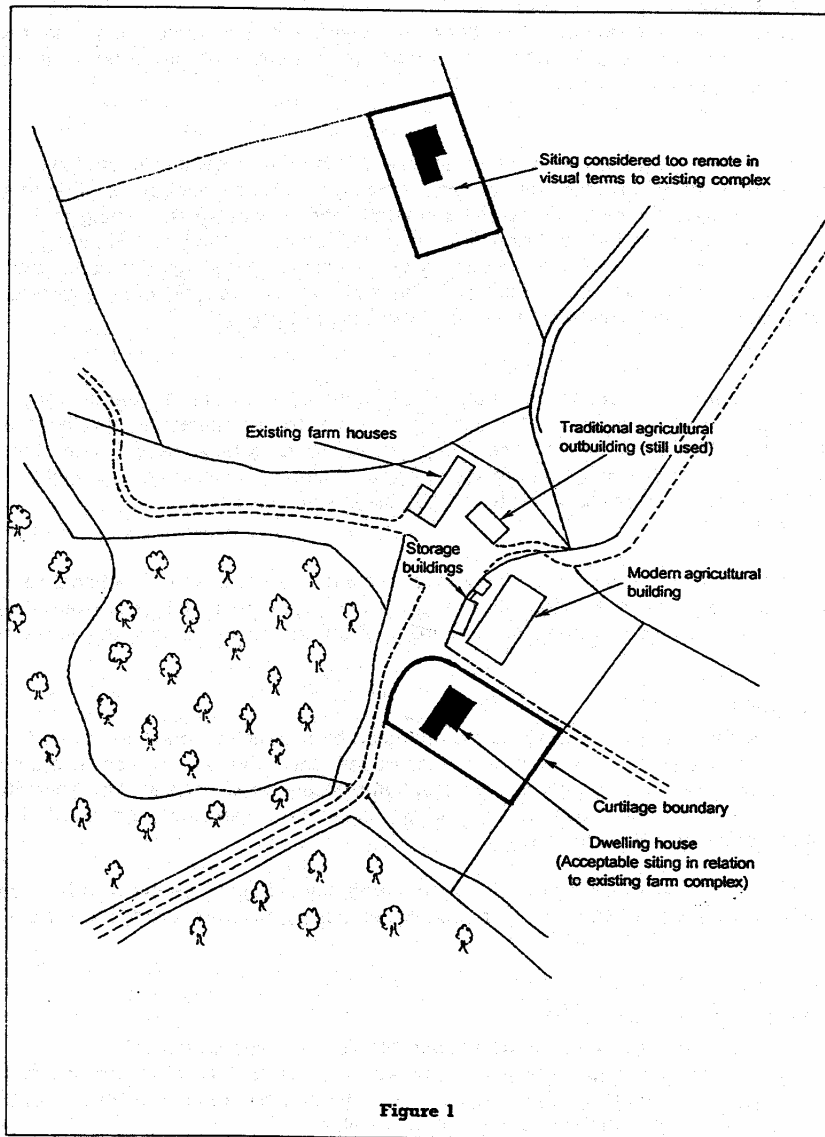 Siting considered too remote in
visual terms to existing complex
Existing farm houses
Traditional agricultural
outbuilding (still used)
Storage
buildings
Modern agricultural
building
Curtilage boundary
Dwelling house
(Acceptable siting in relation
to existing farm complex)
Figure 1